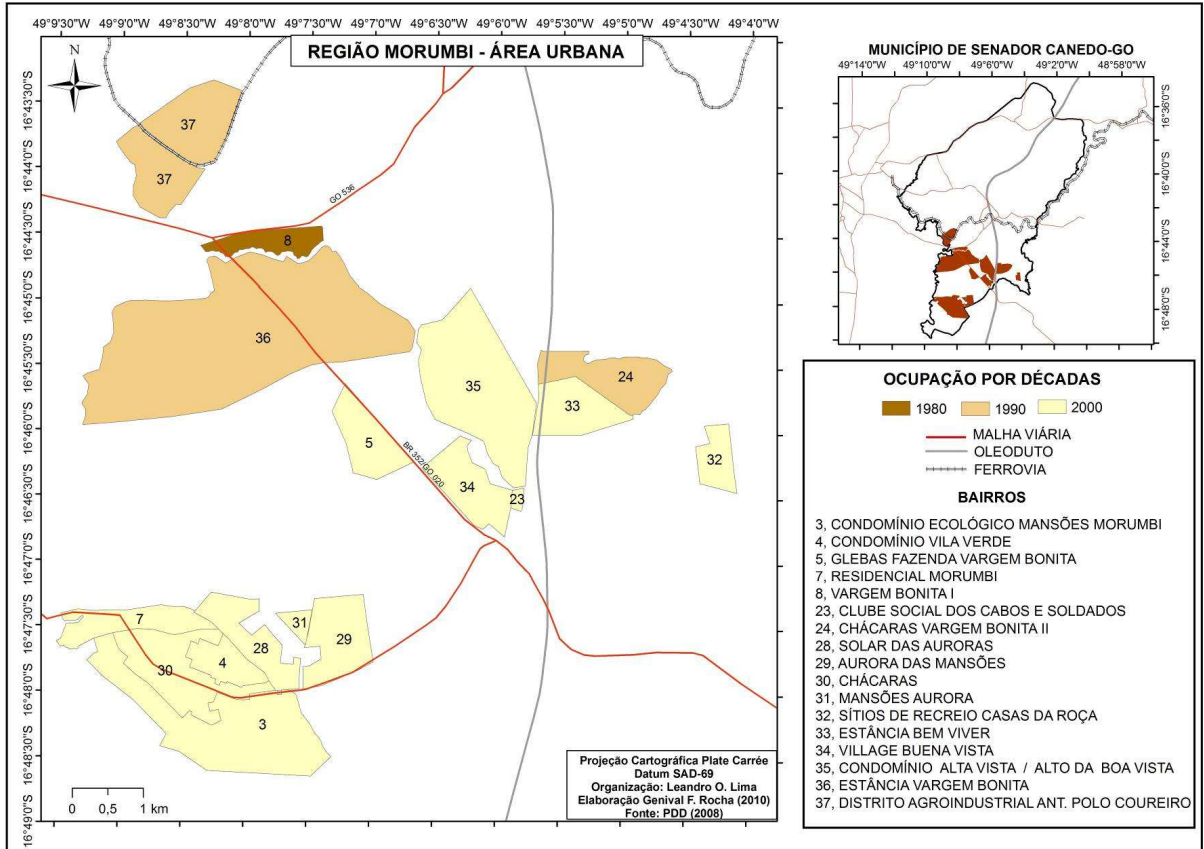 49°9'30"W 49°9'0"W 49°8'30"W 49°8'0"W 49°7'30"W 49°7'0"W 49°6'30"W 49°6'0"W 49°5'30"W 49°5'0"W 49°4'30"W 49°4'0"W
N
REGIÃO MORUMBI - ÁREA URBANA
16°43'30"S
16°44'0"S
16°44'30"S
16°45'0"S
16°45'30"S
16°46'0"S
16°46'30"S
16°47'0"S
16°47'30"S
16°48'0"S
16°48'30"S
16°49'0"S
37
37
GO 536
8
36
35
24
33
5
BR 352/GO 020
32
34
23
7
31
29
28
4
30
3
0 0,5 1 km
Projeção Cartográfica Plate Carrée
Datum SAD-69
Organização: Leandro O. Lima
Elaboração Genival F. Rocha (2010)
Fonte: PDD (2008)
MUNICÍPIO DE SENADOR CANEDO-GO
49°14'0"W 49°10'0"W 49°6'0"W 49°2'0"W 48°58'0"W
16°36'0"S
16°40'0"S
16°44'0"S
16°48'0"S
OCUPAÇÃO POR DÉCADAS
1980 1990 2000
MALHA VIÁRIA
OLEODUTO
FERROVIA
BAIRROS
3, CONDOMÍNIO ECOLÓGICO MANSÕES MORUMBI
4, CONDOMÍNIO VILA VERDE
5, GLEBAS FAZENDA VARGEM BONITA
7, RESIDENCIAL MORUMBI
8, VARGEM BONITA I
23, CLUBE SOCIAL DOS CABOS E SOLDADOS
24, CHÁCARAS VARGEM BONITA II
28, SOLAR DAS AURORAS
29, AURORA DAS MANSÕES
30, CHÁCARAS
31, MANSÕES AURORA
32, SÍTIOS DE RECREIO CASAS DA ROÇA
33, ESTÂNCIA BEM VIVER
34, VILLAGE BUENA VISTA
35, CONDOMÍNIO ALTA VISTA / ALTO DA BOA VISTA
36, ESTÂNCIA VARGEM BONITA
37, DISTRITO AGROINDUSTRIAL ANT. POLO COUREIRO